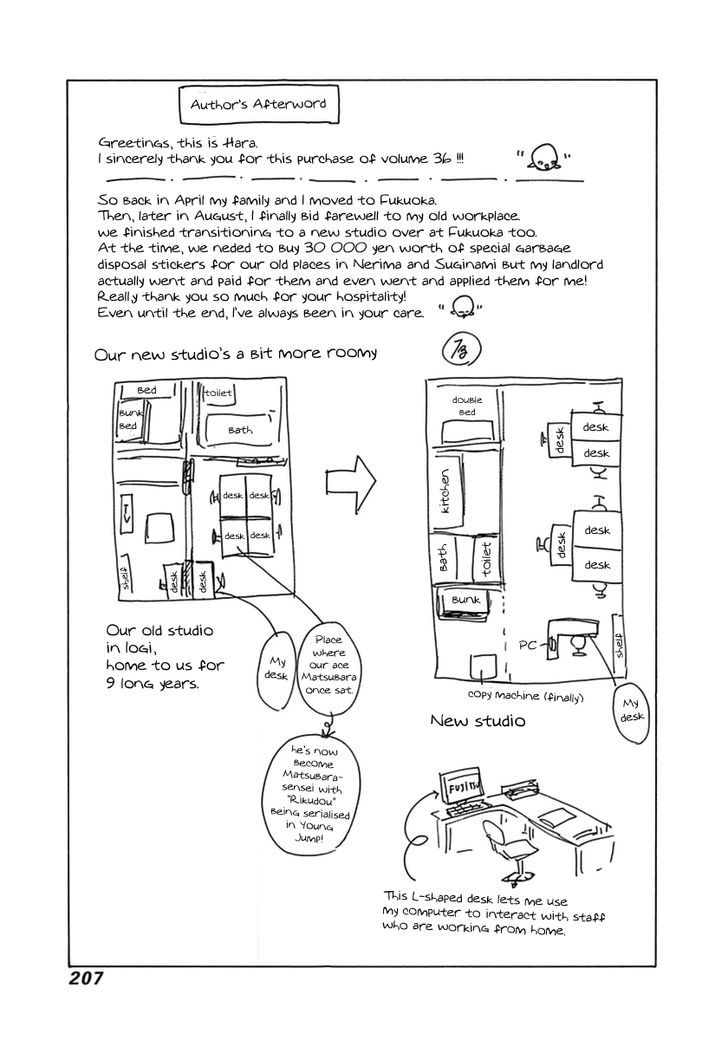 Author's Afterword
Greetings, this is Hara.
I sincerely thank you for this purchase of volume 36 !!!
So back in April my family and I moved to Fukuoka.
Then, later in August, I finally bid farewell to my old workplace.
we finished transitioning to a new studio over at Fukuoka too.
At the time, we neded to buy 30 000 yen worth of special garbage
disposal stickers for our old places in Nerima and Suginami but my landlord
actually went and paid for them and even went and applied them for me!
Really thank you so much for your hospitality!
Even until the end, I've always been in your care.
Our new studio's a bit more roomy
1/3
Bed
Bunk
Bed
toilet
Bath
TV
desk
desk
desk
desk
shelf
desk
desk
Our old studio
in Iogi,
home to us for
9 long years.
My
desk
Place
where
our ace
Matsubara
once sat.
he's now
become
Matsubara-
sensei with
"Rikudou"
being serialised
in Young
Jump!
double
bed
kitchen
Bath
toilet
Bunk
desk
desk
desk
desk
desk
desk
PC
shelf
copy machine (finally)
My
desk
New studio
FUJITSU
This L-shaped desk lets me use
my computer to interact with staff
who are working from home.
207